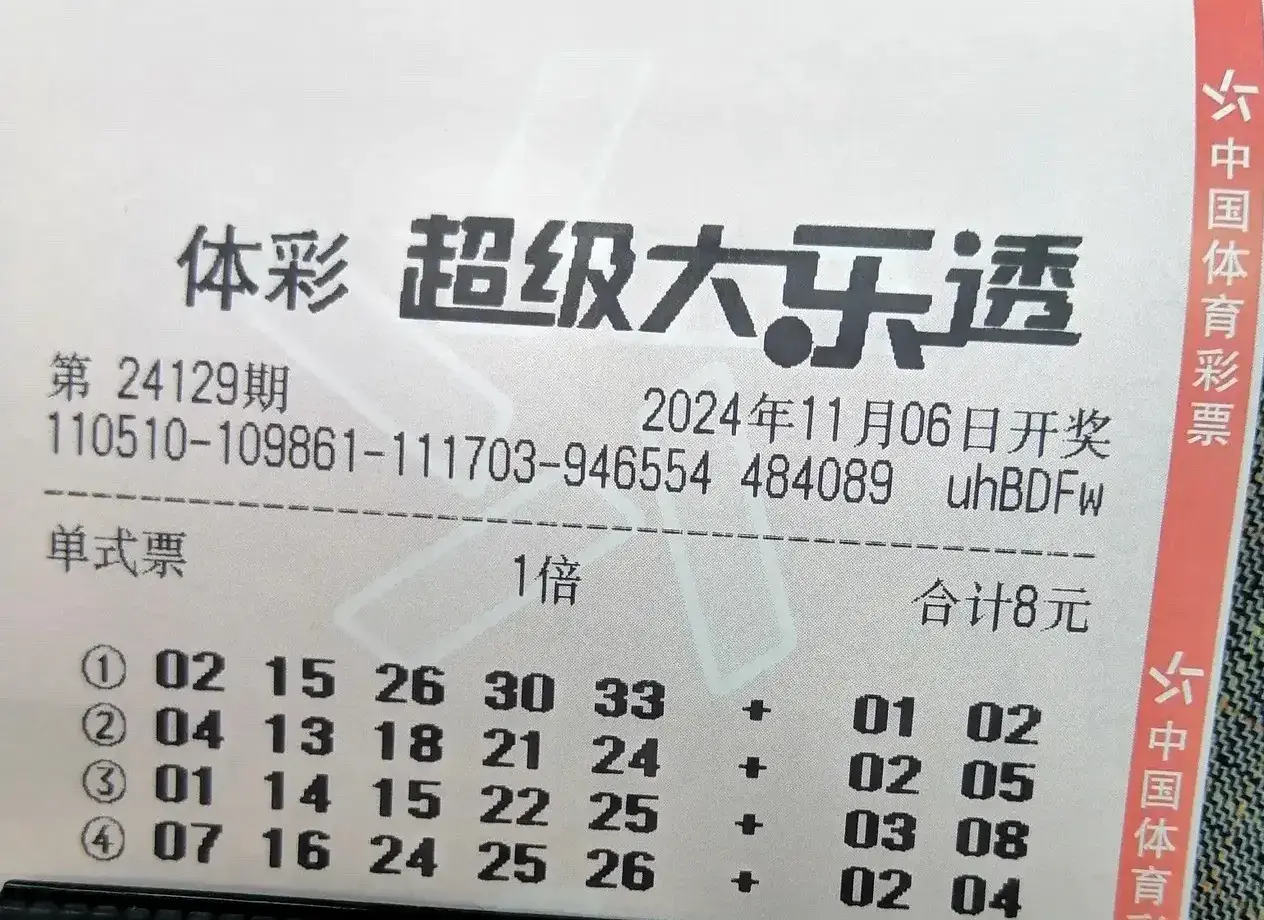 体彩 超级大乐透
第 24129期
2024年11月06日开奖
110510-109861-111703-946554 484089 uhBDFw
单式票 1倍 合计8元
① 02 15 26 30 33 + 01 02
② 04 13 18 21 24 + 02 05
③ 01 14 15 22 25 + 03 08
④ 07 16 24 25 26 + 02 04
中国体育彩票
中国体育